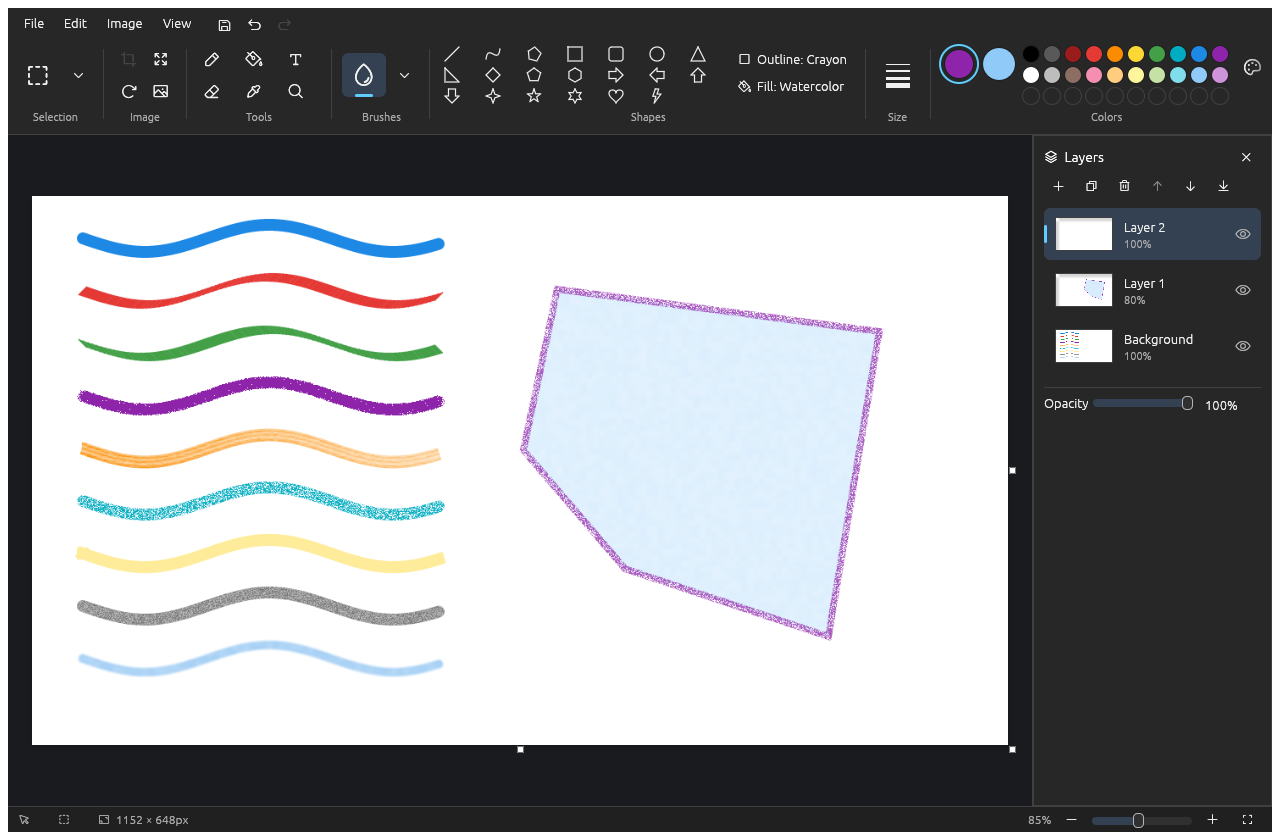 File Edit Image View
Outline: Crayon
Fill: Watercolor
Selection Image Tools Brushes Shapes Size Colors
Layers
Layer 2
100%
Layer 1
80%
Background
100%
Opacity 100%
1152 × 648px
85%